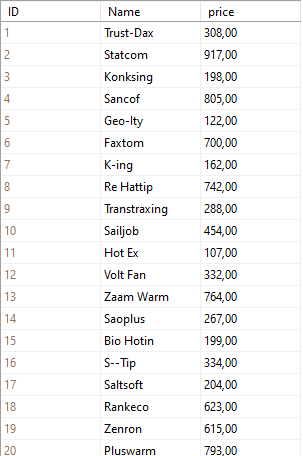 ID Name price
1 Trust-Dax 308,00
2 Statcom 917,00
3 Konksing 198,00
4 Sancof 805,00
5 Geo-Ity 122,00
6 Faxtom 700,00
7 K-ing 162,00
8 Re Hattip 742,00
9 Transtraxing 288,00
10 Sailjob 454,00
11 Hot Ex 107,00
12 Volt Fan 332,00
13 Zaam Warm 764,00
14 Saoplus 267,00
15 Bio Hotin 199,00
16 S--Tip 334,00
17 Saltsoft 204,00
18 Rankeco 623,00
19 Zenron 615,00
20 Pluswarm 793,00